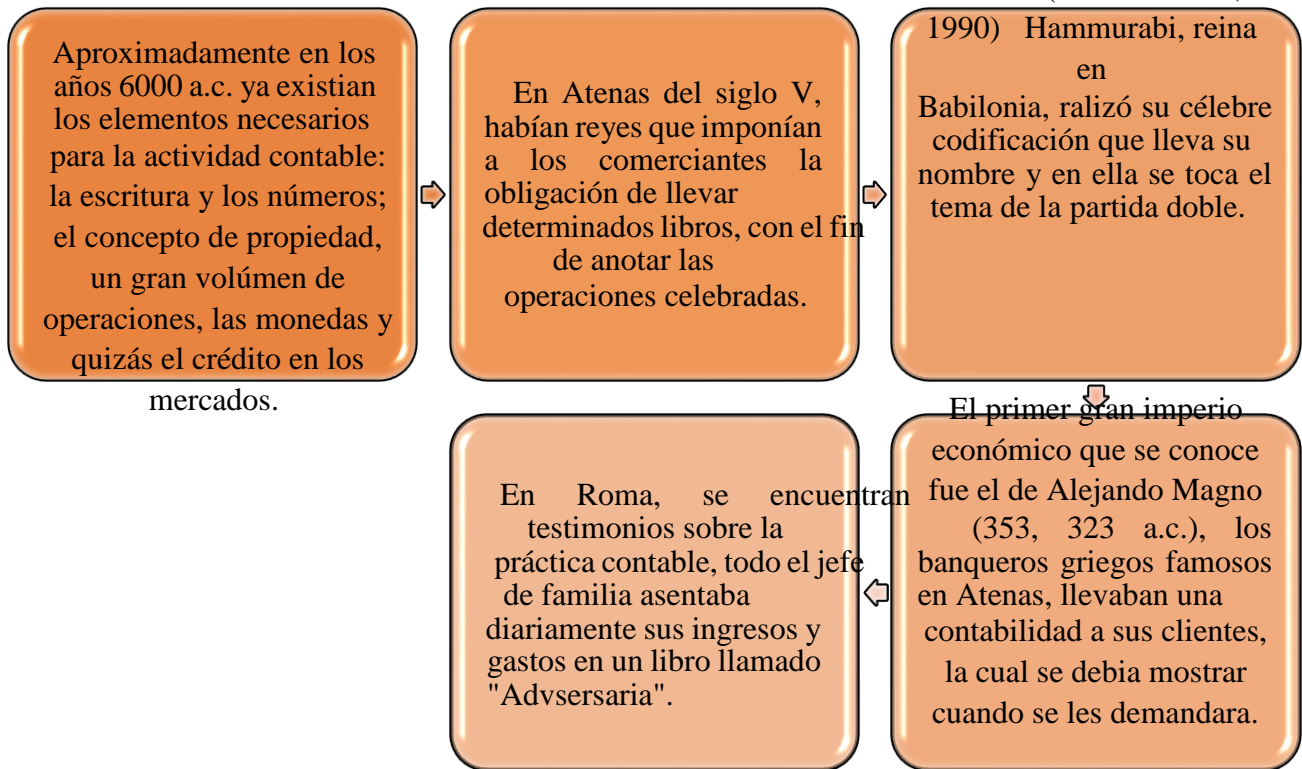 Aproximadamente en los
años 6000 a.c. ya existian
los elementos necesarios
para la actividad contable:
la escritura y los números;
el concepto de propiedad,
un gran volúmen de
operaciones, las monedas y
quizás el crédito en los
mercados.
En Atenas del siglo V,
habían reyes que imponían
a los comerciantes la
obligación de llevar
determinados libros, con el fin
de anotar las
operaciones celebradas.
1990) Hammurabi, reina
en
Babilonia, ralizó su célebre
codificación que lleva su
nombre y en ella se toca el
tema de la partida doble.
El primer gran imperio
económico que se conoce
fue el de Alejando Magno
(353, 323 a.c.), los
banqueros griegos famosos
en Atenas, llevaban una
contabilidad a sus clientes,
la cual se debia mostrar
cuando se les demandara.
En Roma, se encuentran
testimonios sobre la
práctica contable, todo el jefe
de familia asentaba
diariamente sus ingresos y
gastos en un libro llamado
"Advsersaria".